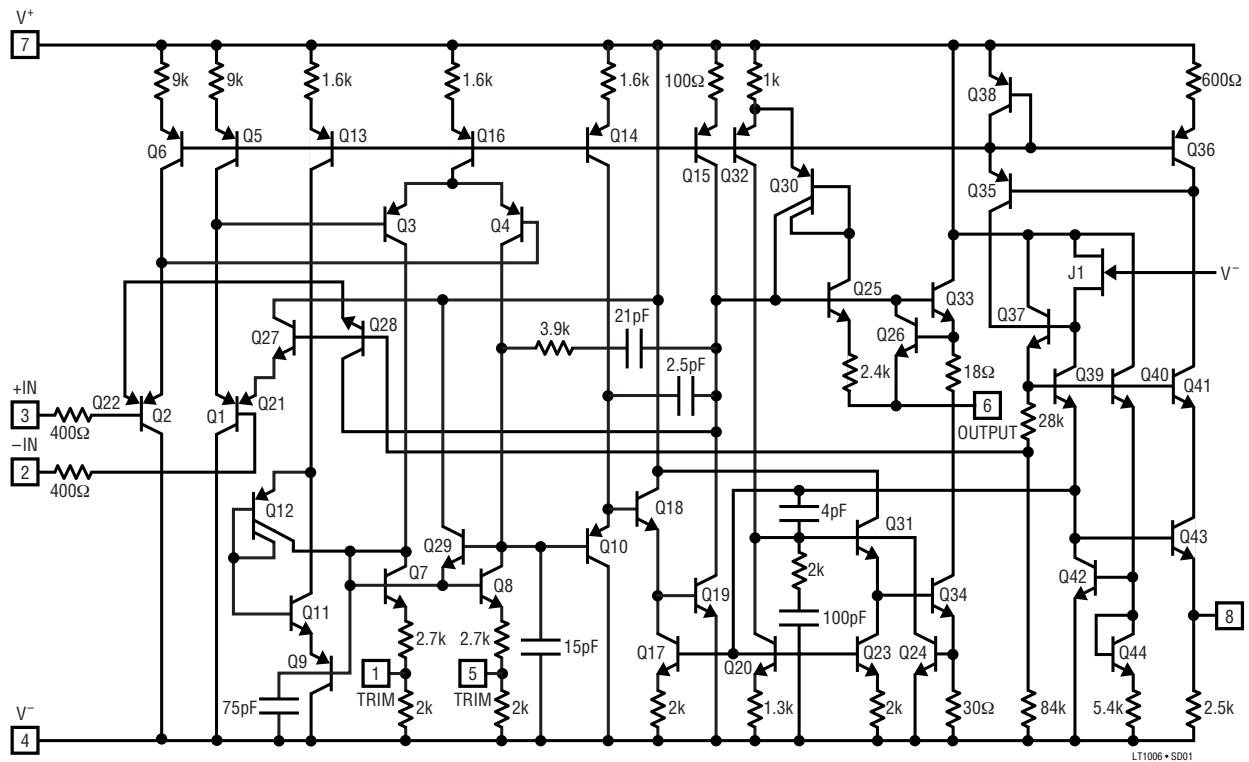 V+
7
9k
9k
1.6k
1.6k
1.6k
100Ω
1k
600Ω
Q38
Q6
Q5
Q13
Q16
Q14
Q15
Q32
Q30
Q36
Q35
Q3
Q4
J1
V–
Q25
Q33
Q37
Q27
Q28
3.9k
21pF
Q26
2.5pF
2.4k
18Ω
+IN
3
400Ω
Q22
Q2
Q1
Q21
Q39
Q40
Q41
6
OUTPUT
28k
–IN
2
400Ω
Q12
Q29
Q18
4pF
Q31
Q10
Q43
Q7
Q8
2k
Q42
Q11
Q19
100pF
Q34
8
2.7k
2.7k
15pF
Q9
Q17
Q20
Q23
Q24
Q44
1
TRIM
5
TRIM
75pF
2k
2k
2k
1.3k
2k
30Ω
84k
5.4k
2.5k
V–
4
LT1006 • SD01